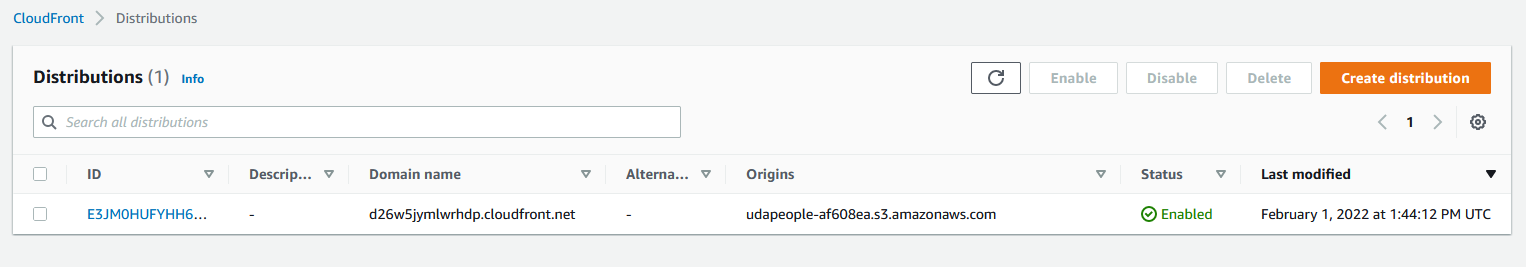 CloudFront > Distributions
Distributions (1) Info
Enable Disable Delete Create distribution
Search all distributions
1
ID Descrip... Domain name Alterna... Origins Status Last modified
E3JM0HUFYHH6... - d26w5jymlwrhdp.cloudfront.net - udapeople-af608ea.s3.amazonaws.com Enabled February 1, 2022 at 1:44:12 PM UTC